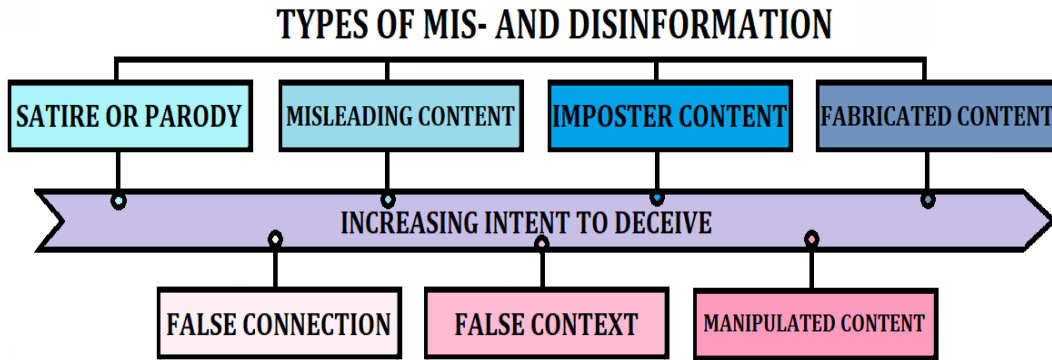 TYPES OF MIS- AND DISINFORMATION
SATIRE OR PARODY
MISLEADING CONTENT
IMPOSTER CONTENT
FABRICATED CONTENT
INCREASING INTENT TO DECEIVE
FALSE CONNECTION
FALSE CONTEXT
MANIPULATED CONTENT